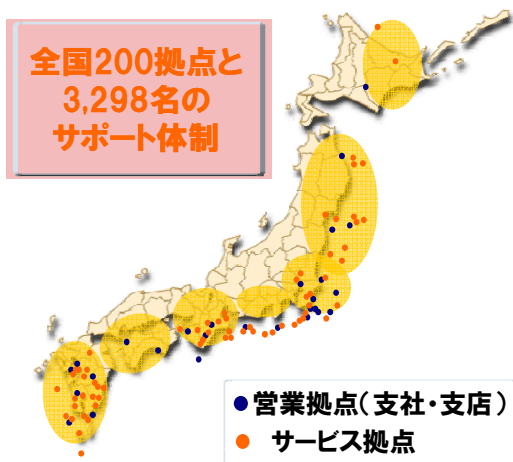 全国200拠点と
3,298名の
サポート体制
営業拠点(支社・支店)
サービス拠点